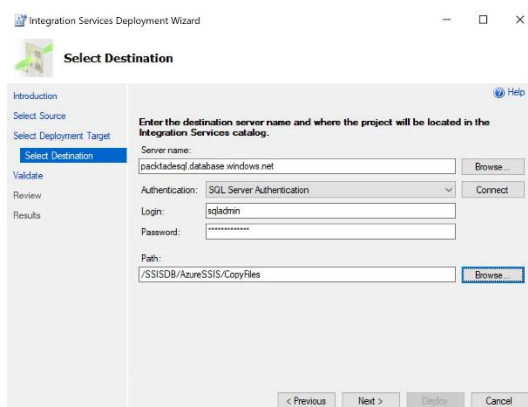 Integration Services Deployment Wizard
Select Destination
Help
Introduction
Select Source
Select Deployment Target
Select Destination
Validate
Review
Results
Enter the destination server name and where the project will be located in the
Integration Services catalog.
Server name:
packtadesql.database.windows.net
Browse...
Authentication:
SQL Server Authentication
Connect
Login:
sqladmin
Password:
*************
Path:
/SSISDB/AzureSSIS/CopyFiles
Browse...
< Previous
Next >
Deploy
Cancel